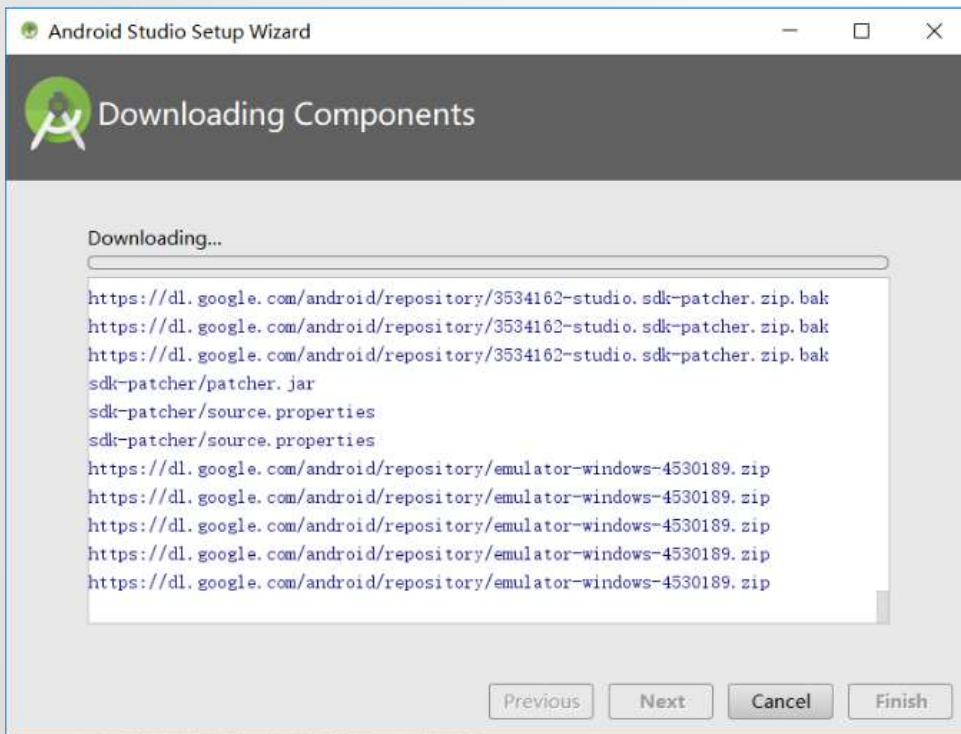 Android Studio Setup Wizard
Downloading Components
Downloading...
https://dl.google.com/android/repository/3534162-studio.sdk-patcher.zip.bak
https://dl.google.com/android/repository/3534162-studio.sdk-patcher.zip.bak
https://dl.google.com/android/repository/3534162-studio.sdk-patcher.zip.bak
sdk-patcher/patcher.jar
sdk-patcher/source.properties
sdk-patcher/source.properties
https://dl.google.com/android/repository/emulator-windows-4530189.zip
https://dl.google.com/android/repository/emulator-windows-4530189.zip
https://dl.google.com/android/repository/emulator-windows-4530189.zip
https://dl.google.com/android/repository/emulator-windows-4530189.zip
https://dl.google.com/android/repository/emulator-windows-4530189.zip
Previous Next Cancel Finish